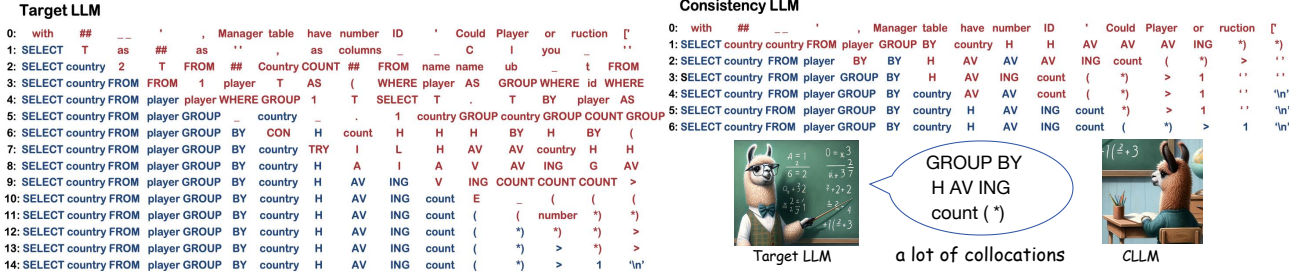 Target LLM
0: with ## _ _ ' , Manager table have number ID ' Could Player or ruction ['
1: SELECT T as ## as ' ' , as columns _ _ C I you _ ' '
2: SELECT country 2 T FROM ## Country COUNT ## FROM name name ub _ t FROM
3: SELECT country FROM FROM 1 player T AS ( WHERE player AS GROUP WHERE id WHERE
4: SELECT country FROM player player WHERE GROUP 1 T SELECT T . T BY player AS
5: SELECT country FROM player GROUP _ country _ . 1 country GROUP country GROUP COUNT GROUP
6: SELECT country FROM player GROUP BY CON H count H H H BY H BY (
7: SELECT country FROM player GROUP BY country TRY I L H AV AV country H H
8: SELECT country FROM player GROUP BY country H A I A V AV ING G AV
9: SELECT country FROM player GROUP BY country H AV ING V ING COUNT COUNT COUNT >
10: SELECT country FROM player GROUP BY country H AV ING count E _ ( ( (
11: SELECT country FROM player GROUP BY country H AV ING count ( ( number *) *)
12: SELECT country FROM player GROUP BY country H AV ING count ( *) *) *) >
13: SELECT country FROM player GROUP BY country H AV ING count ( *) > *) >
14: SELECT country FROM player GROUP BY country H AV ING count ( *) > 1 '\n'
Consistency LLM
0: with ## _ _ ' , Manager table have number ID ' Could Player or ruction ['
1: SELECT country country FROM player GROUP BY country H H AV AV AV ING *) *)
2: SELECT country FROM player BY BY H AV AV AV ING count ( *) > ' '
3: SELECT country FROM player GROUP BY H AV ING count ( *) > 1 ' ' ' '
4: SELECT country FROM player GROUP BY country AV AV count ( *) > 1 ' ' '\n'
5: SELECT country FROM player GROUP BY country H AV ING count *) > 1 ' ' '\n'
6: SELECT country FROM player GROUP BY country H AV ING count ( *) > 1 '\n'
GROUP BY
H AV ING
count ( *)
Target LLM
a lot of collocations
CLLM